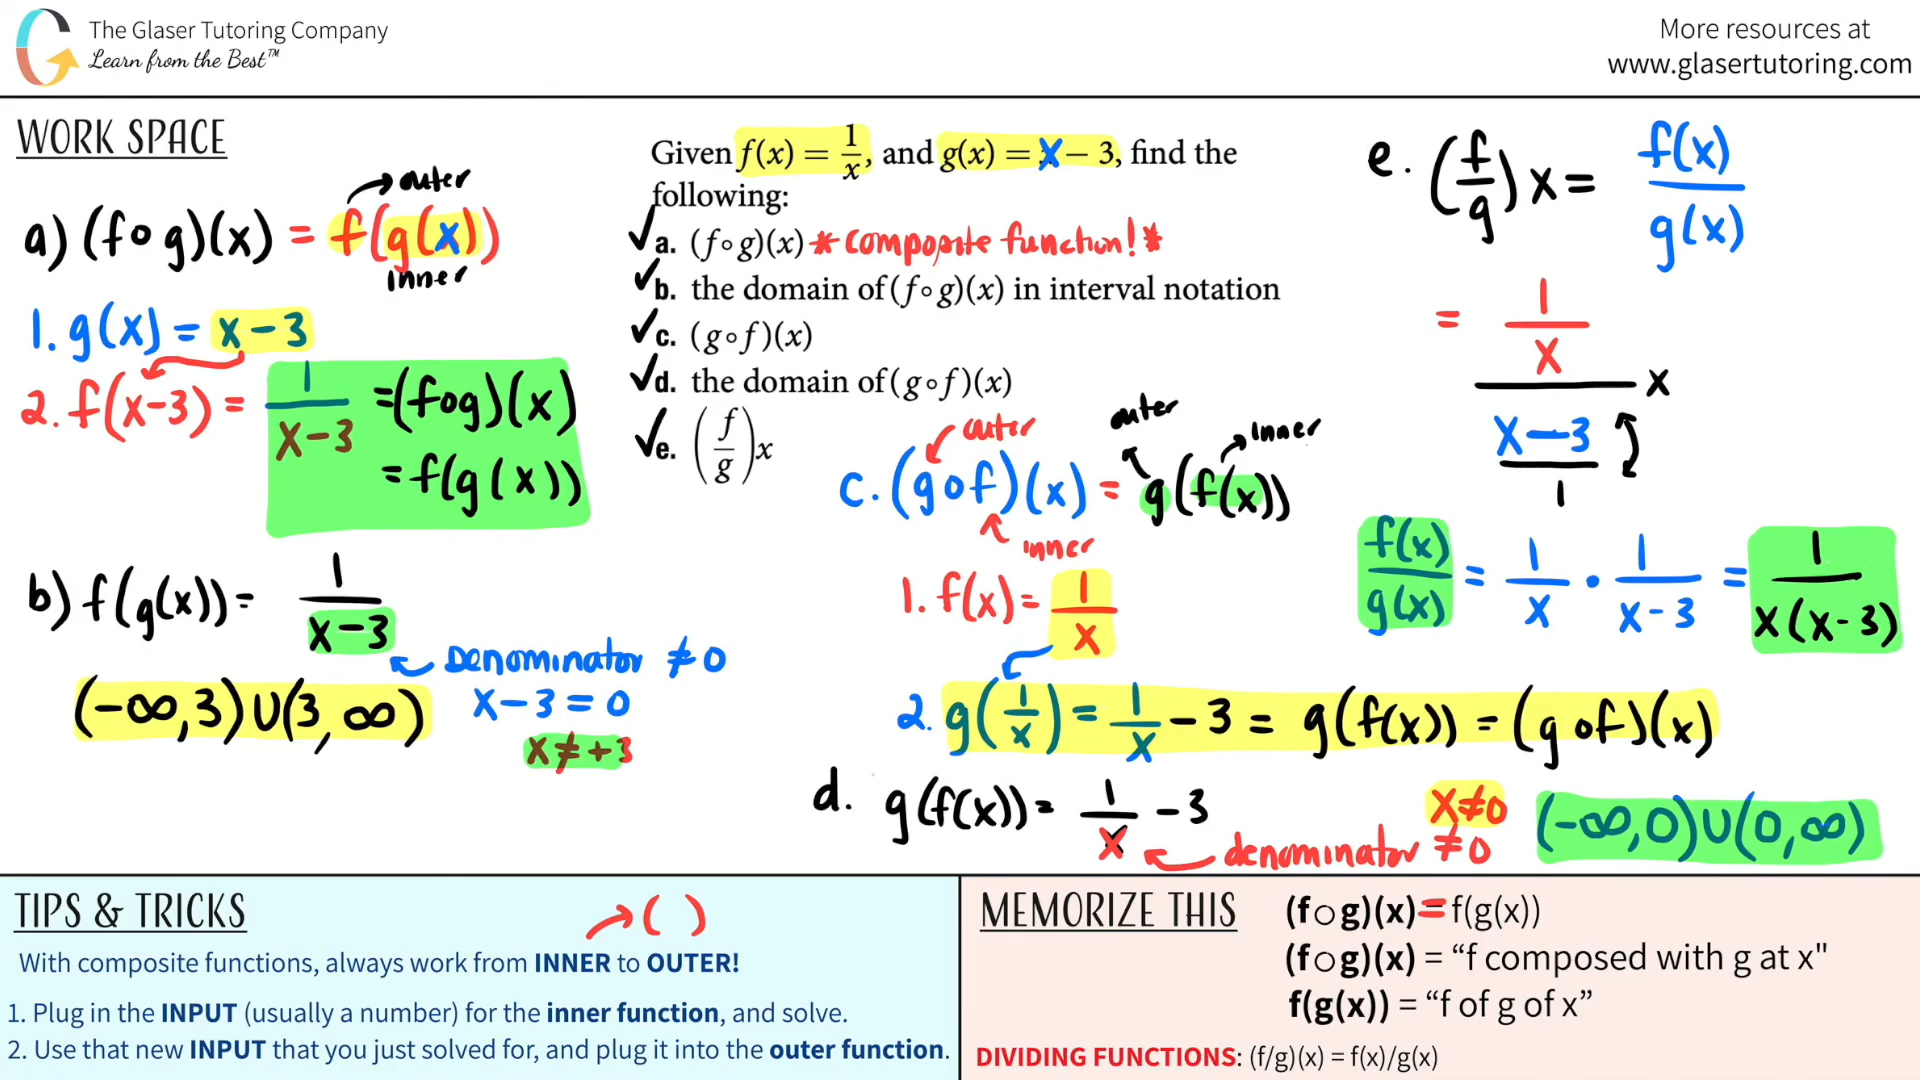 The Glaser Tutoring Company
Learn from the Best™
More resources at
www.glasertutoring.com
WORK SPACE
a) (f o g)(x) = f(g(x))
outer
inner
1. g(x) = x - 3
2. f(x-3) = 1/(x-3) = (fog)(x)
= f(g(x))
b) f(g(x)) = 1/(x-3)
Denominator ≠ 0
x - 3 = 0
x ≠ +3
(-∞,3)∪(3,∞)
Given f(x) = 1/x, and g(x) = x − 3, find the
following:
✓a. (f∘g)(x) *composite function!*
✓b. the domain of (f∘g)(x) in interval notation
✓c. (g∘f)(x)
✓d. the domain of (g∘f)(x)
✓e. (f/g)x
outer
outer
inner
c. (gof)(x) = g(f(x))
inner
1. f(x) = 1/x
2. g(1/x) = 1/x - 3 = g(f(x)) = (gof)(x)
d. g(f(x)) = 1/x - 3
denominator ≠ 0
x≠0
(-∞,0)∪(0,∞)
e. (f/g)x = f(x)/g(x)
= (1/x)/((x-3)/1) x
f(x)/g(x) = 1/x · 1/(x-3) = 1/(x(x-3))
TIPS & TRICKS
→( )
With composite functions, always work from INNER to OUTER!
1. Plug in the INPUT (usually a number) for the inner function, and solve.
2. Use that new INPUT that you just solved for, and plug it into the outer function.
MEMORIZE THIS
(f○g)(x) = f(g(x))
(f○g)(x) = “f composed with g at x"
f(g(x)) = “f of g of x”
DIVIDING FUNCTIONS: (f/g)(x) = f(x)/g(x)